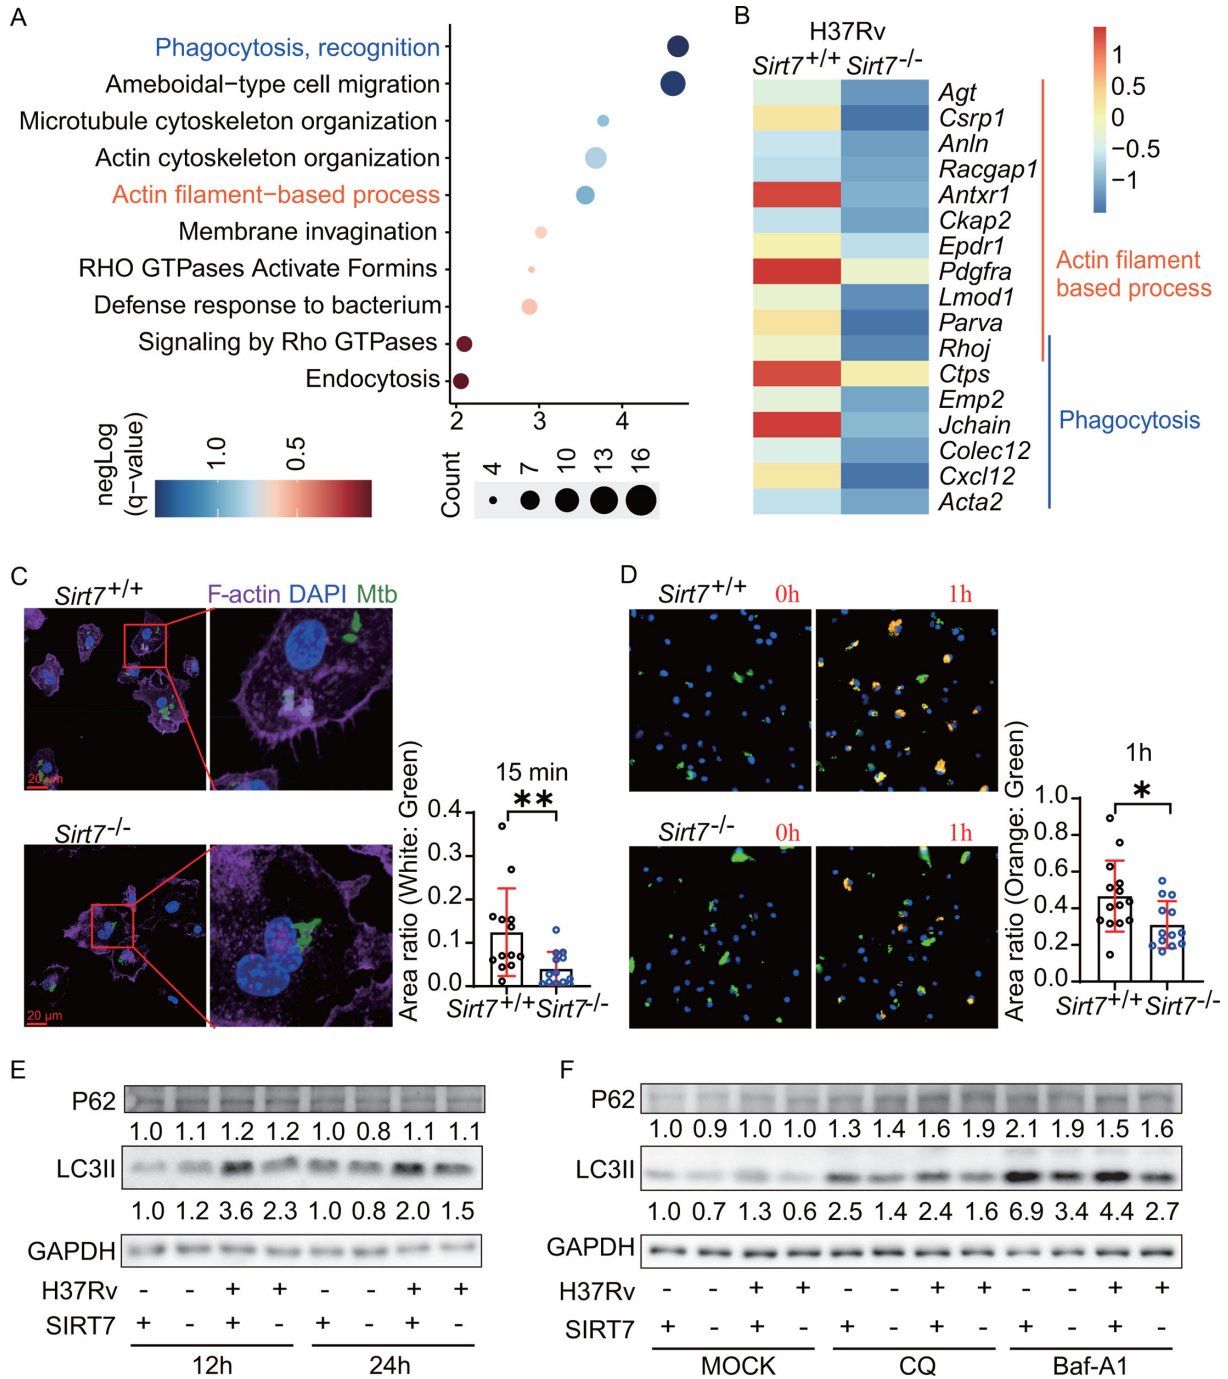 A
Phagocytosis, recognition
Ameboidal−type cell migration
Microtubule cytoskeleton organization
Actin cytoskeleton organization
Actin filament−based process
Membrane invagination
RHO GTPases Activate Formins
Defense response to bacterium
Signaling by Rho GTPases
Endocytosis
2 3 4
negLog
(q−value)
1.0 0.5
Count
4 7 10 13 16
B
H37Rv
Sirt7+/+ Sirt7-/-
Agt
Csrp1
Anln
Racgap1
Antxr1
Ckap2
Epdr1
Pdgfra
Lmod1
Parva
Rhoj
Ctps
Emp2
Jchain
Colec12
Cxcl12
Acta2
1
0.5
0
−0.5
−1
Actin filament
based process
Phagocytosis
C
Sirt7+/+ F-actin DAPI Mtb
20 μm
Sirt7-/-
20 μm
Area ratio (White: Green)
15 min
**
0.4
0.3
0.2
0.1
0.0
Sirt7+/+ Sirt7-/-
D
Sirt7+/+ 0h 1h
Sirt7-/- 0h 1h
Area ratio (Orange: Green)
1h
*
1.0
0.8
0.6
0.4
0.2
0.0
Sirt7+/+ Sirt7-/-
E
P62
1.0 1.1 1.2 1.2 1.0 0.8 1.1 1.1
LC3II
1.0 1.2 3.6 2.3 1.0 0.8 2.0 1.5
GAPDH
H37Rv - - + + - - + +
SIRT7 + - + - + - + -
12h 24h
F
P62
1.0 0.9 1.0 1.0 1.3 1.4 1.6 1.9 2.1 1.9 1.5 1.6
LC3II
1.0 0.7 1.3 0.6 2.5 1.4 2.4 1.6 6.9 3.4 4.4 2.7
GAPDH
H37Rv - - + + - - + + - - + +
SIRT7 + - + - + - + - + - + -
MOCK CQ Baf-A1